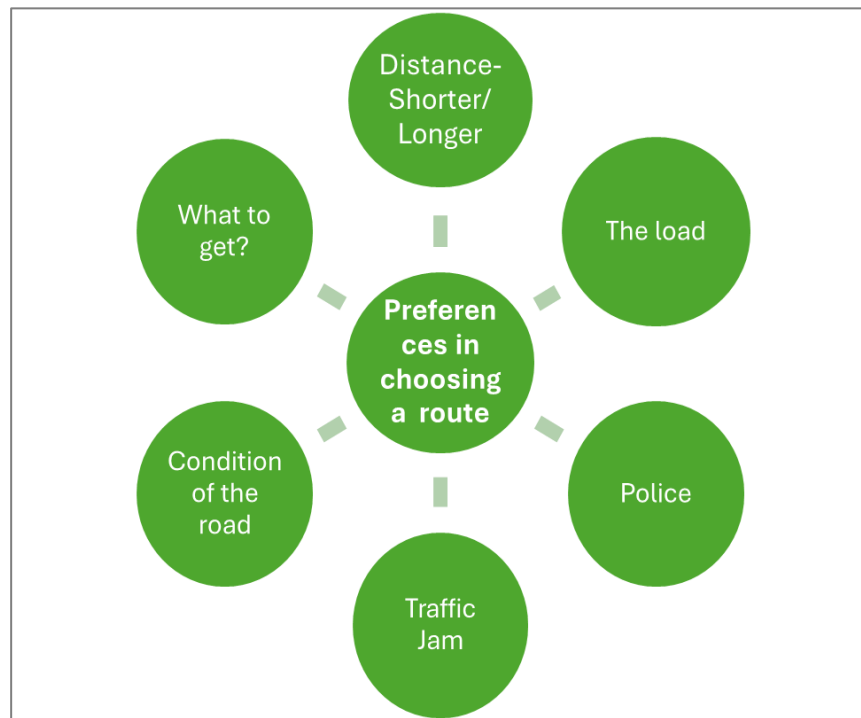 Distance-
Shorter/
Longer
The load
Police
Traffic
Jam
Condition
of the
road
What to
get?
Preferen
ces in
choosing
a route